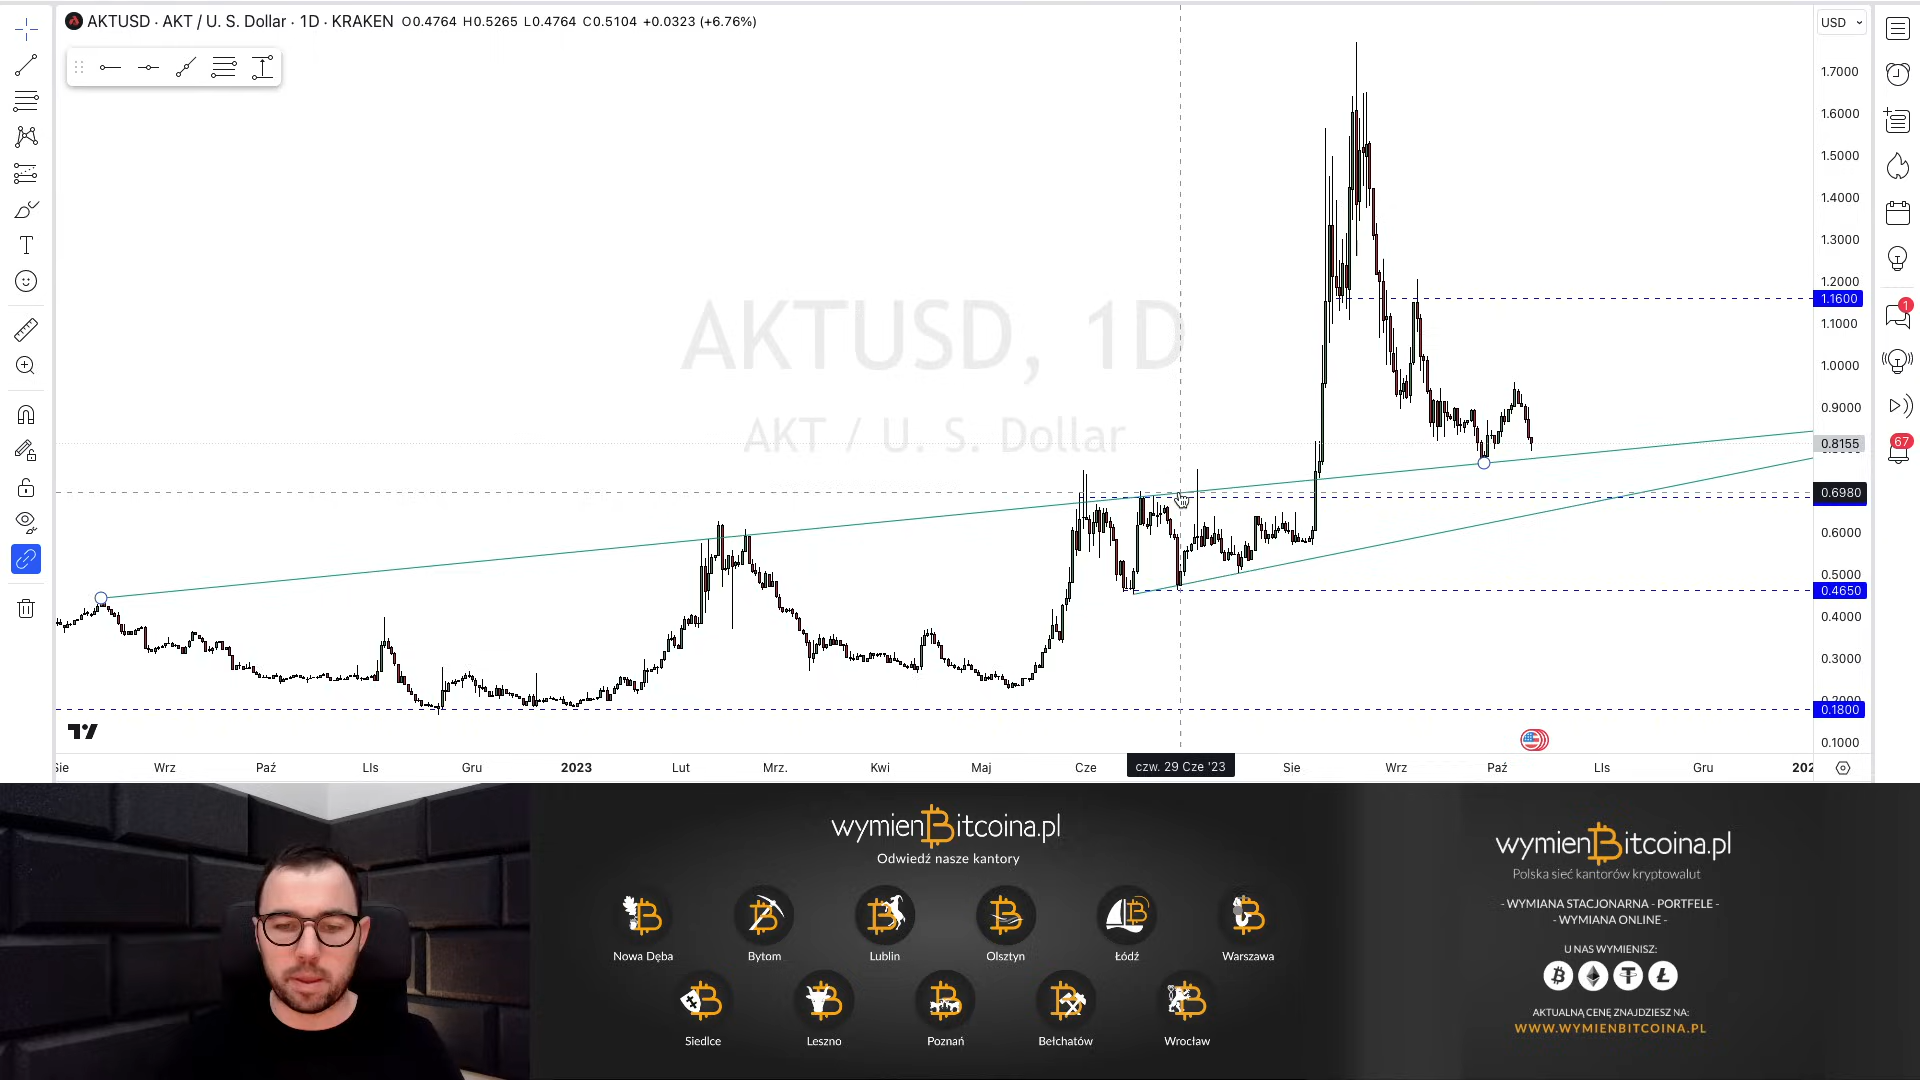 AKTUSD · AKT / U. S. Dollar · 1D · KRAKEN O0.4764 H0.5265 L0.4764 C0.5104 +0.0323 (+6.76%)
USD
1.7000
1.6000
1.5000
1.4000
1.3000
1.2000
1.1600
1.1000
1.0000
0.9000
0.8155
0.6980
0.6000
0.5000
0.4650
0.4000
0.3000
0.2000
0.1800
0.1000
AKTUSD, 1D
AKT / U. S. Dollar
1
67
Sie Wrz Paź LIs Gru 2023 Lut Mrz. Kwi Maj Cze czw. 29 Cze '23 Sie Wrz Paź LIs Gru 202
wymienBitcoina.pl
Odwiedź nasze kantory
Nowa Dęba Bytom Lublin Olsztyn Łódź Warszawa
Siedlce Leszno Poznań Bełchatów Wrocław
wymienBitcoina.pl
Polska sieć kantorów kryptowalut
- WYMIANA STACJONARNA - PORTFELE -
- WYMIANA ONLINE -
U NAS WYMIENISZ:
AKTUALNĄ CENĘ ZNAJDZIESZ NA:
WWW.WYMIENBITCOINA.PL